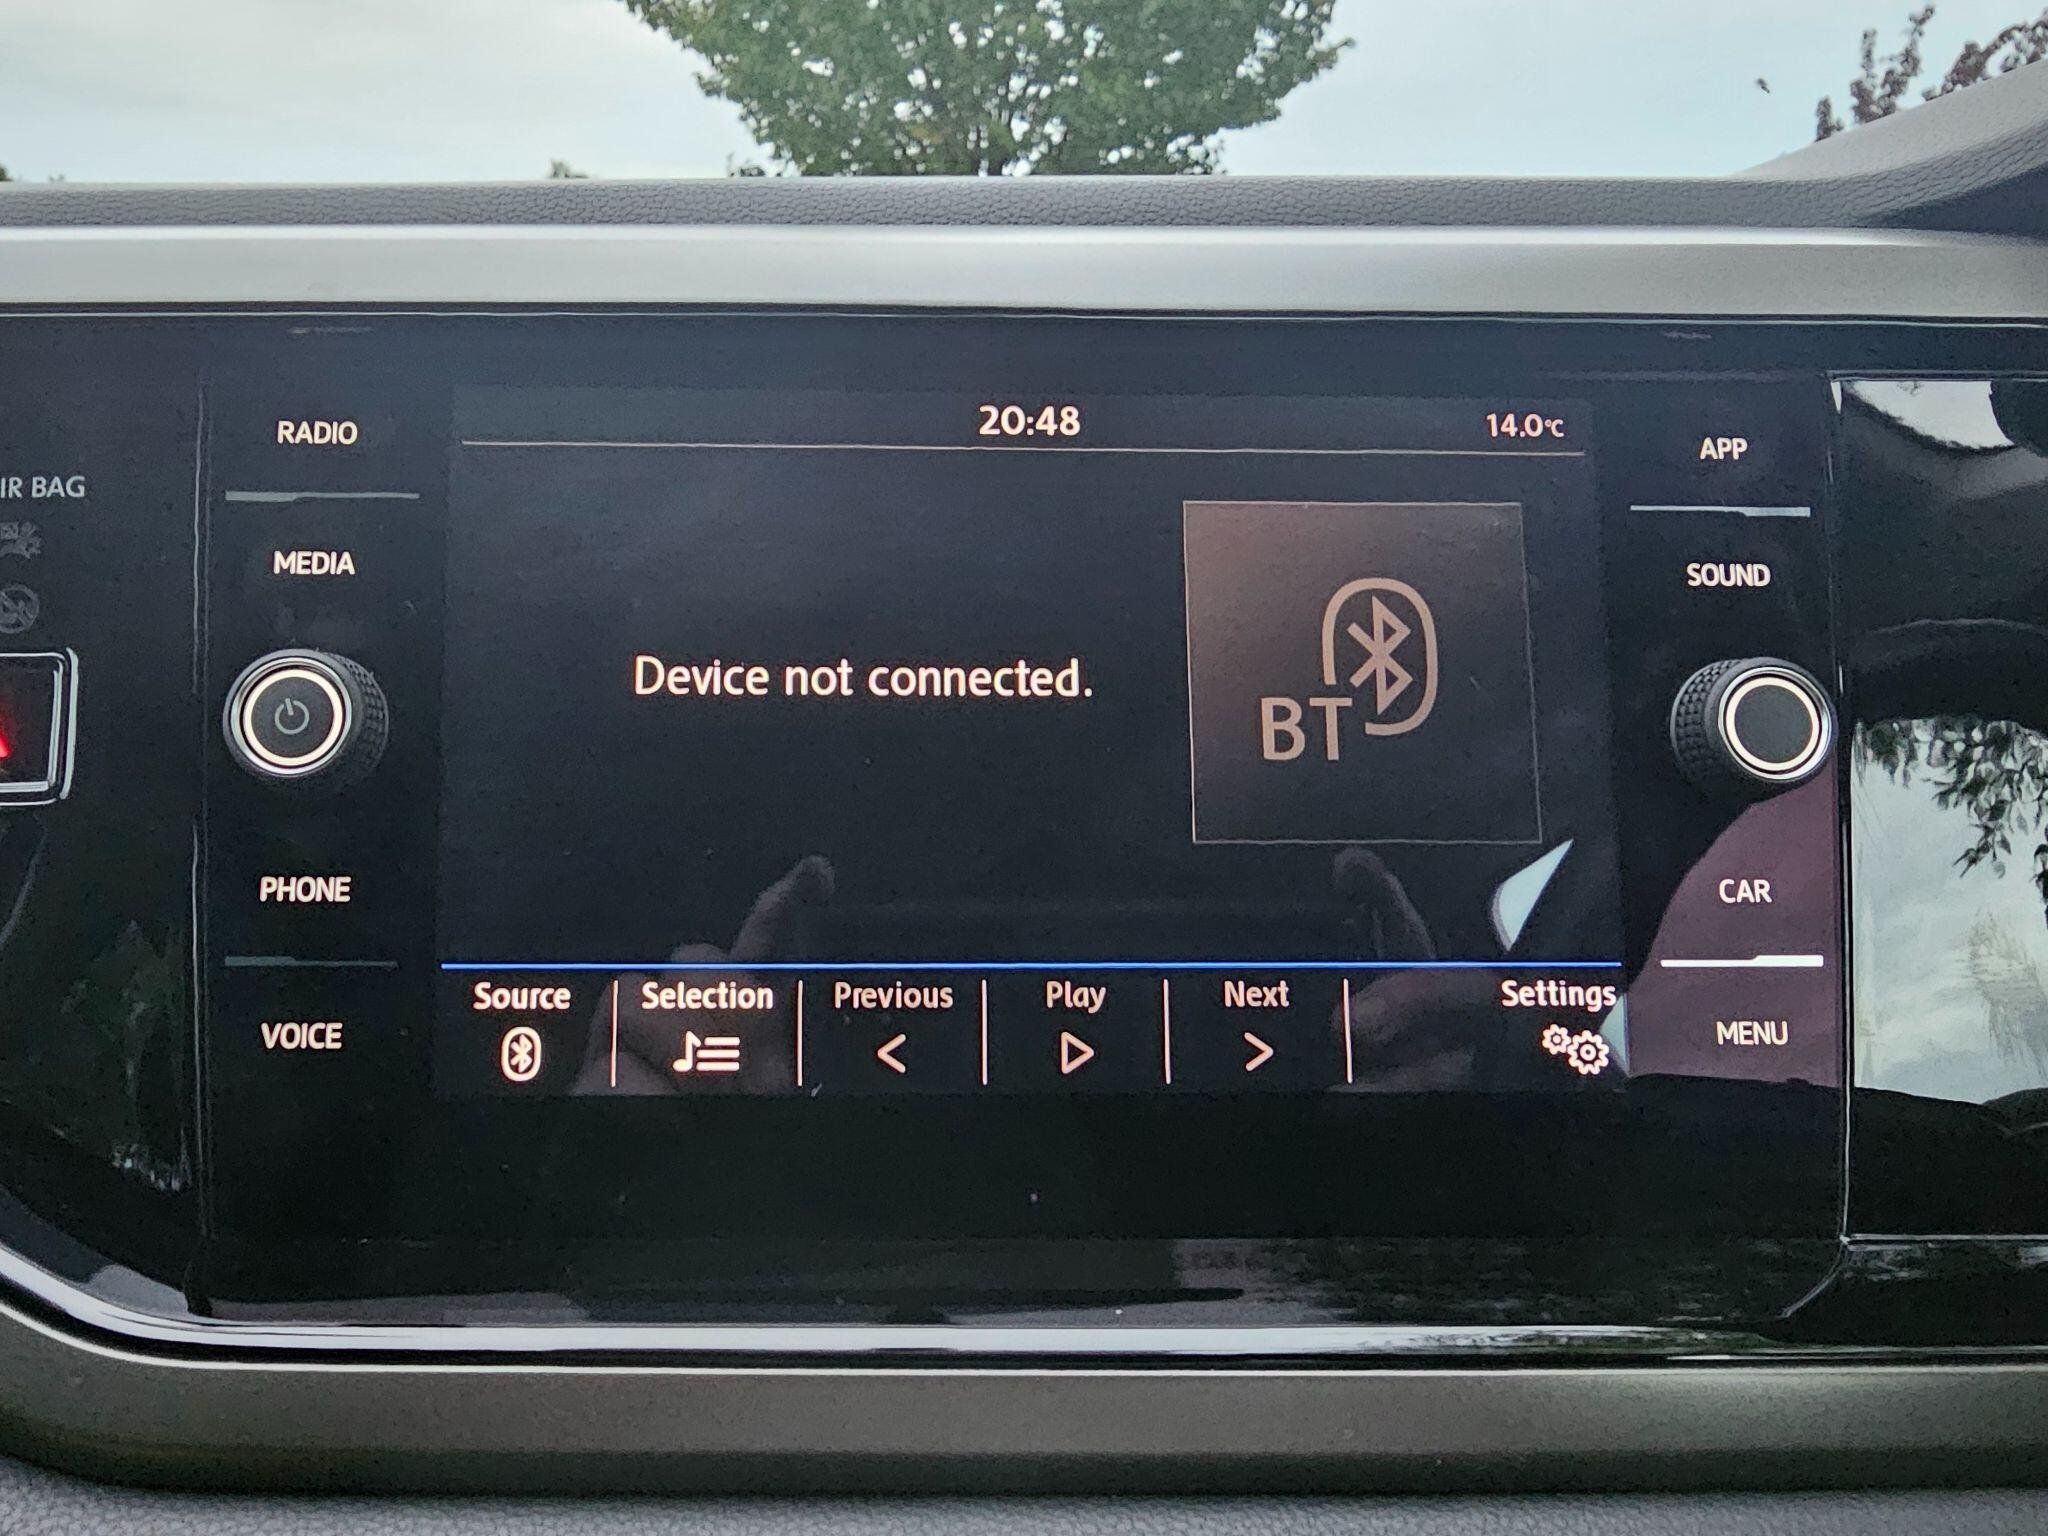 20:48
14.0°C
RADIO
APP
IR BAG
MEDIA
SOUND
Device not connected.
BT
PHONE
CAR
Source
Selection
Previous
Play
Next
Settings
VOICE
MENU